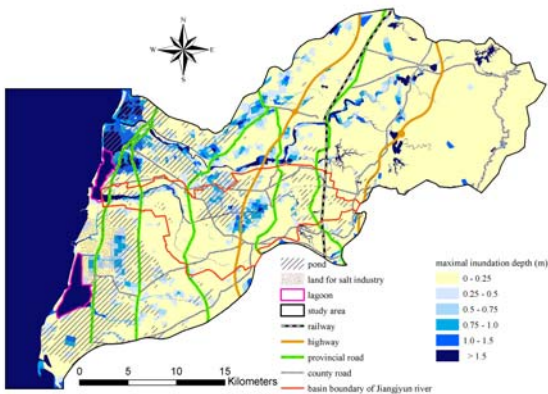 N
W E
S
pond
land for salt industry
lagoon
study area
railway
highway
provincial road
county road
basin boundary of Jiangjyun river
maximal inundation depth (m)
0 - 0.25
0.25 - 0.5
0.5 - 0.75
0.75 - 1.0
1.0 - 1.5
> 1.5
0 5 10 15
Kilometers